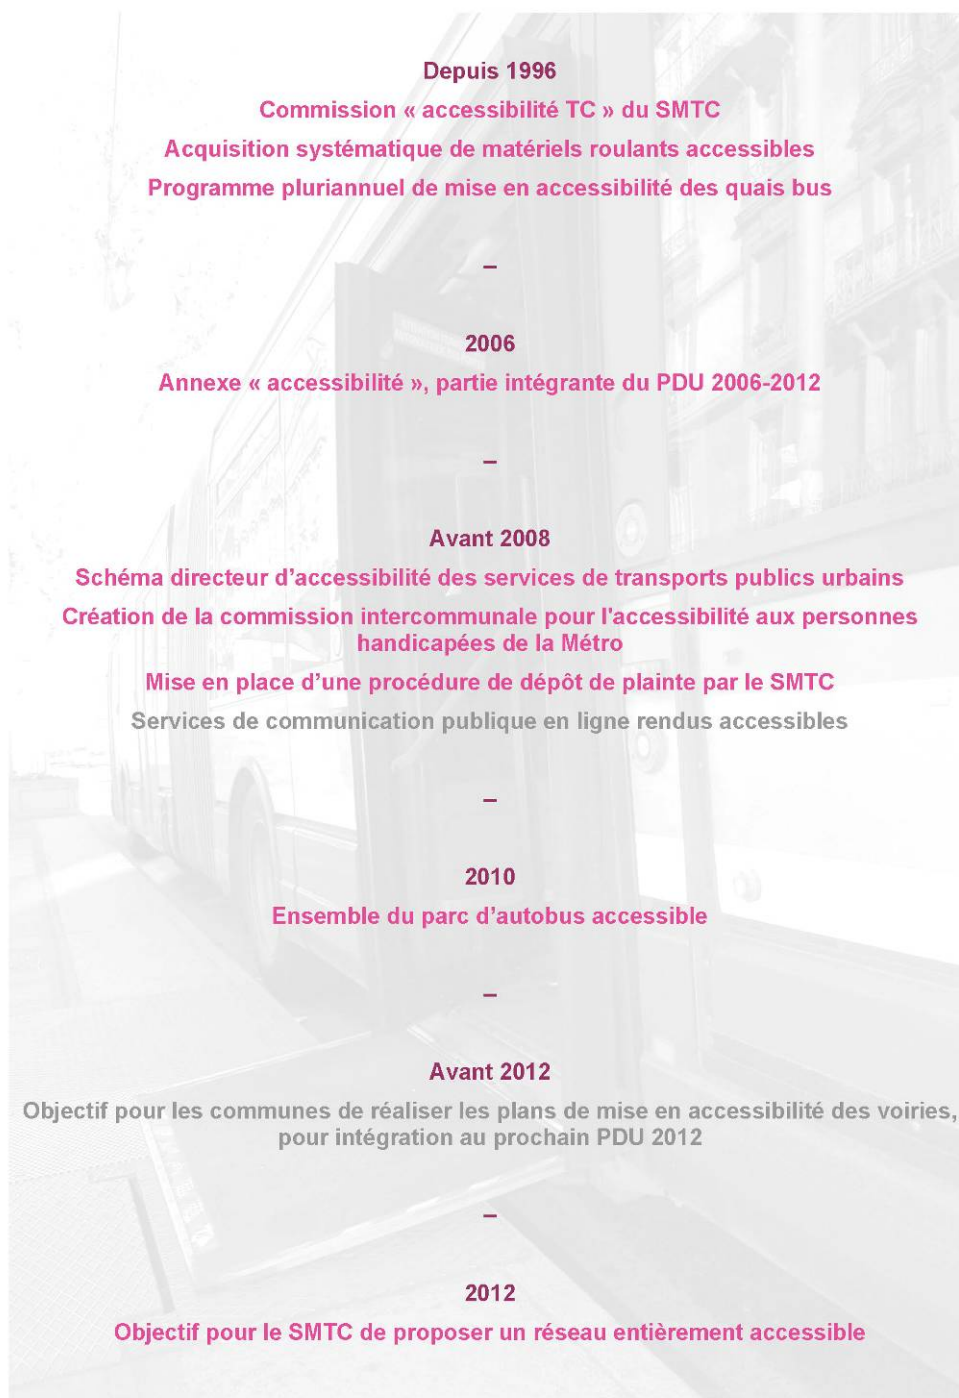 Depuis 1996
Commission « accessibilité TC » du SMTC
Acquisition systématique de matériels roulants accessibles
Programme pluriannuel de mise en accessibilité des quais bus
–
2006
Annexe « accessibilité », partie intégrante du PDU 2006-2012
–
Avant 2008
Schéma directeur d’accessibilité des services de transports publics urbains
Création de la commission intercommunale pour l'accessibilité aux personnes
handicapées de la Métro
Mise en place d’une procédure de dépôt de plainte par le SMTC
Services de communication publique en ligne rendus accessibles
–
2010
Ensemble du parc d’autobus accessible
–
Avant 2012
Objectif pour les communes de réaliser les plans de mise en accessibilité des voiries,
pour intégration au prochain PDU 2012
–
2012
Objectif pour le SMTC de proposer un réseau entièrement accessible